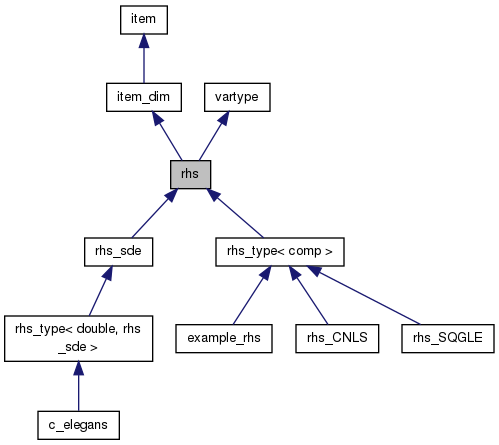 item
item_dim
vartype
rhs
rhs_sde
rhs_type< comp >
rhs_type< double, rhs
_sde >
example_rhs
rhs_CNLS
rhs_SQGLE
c_elegans